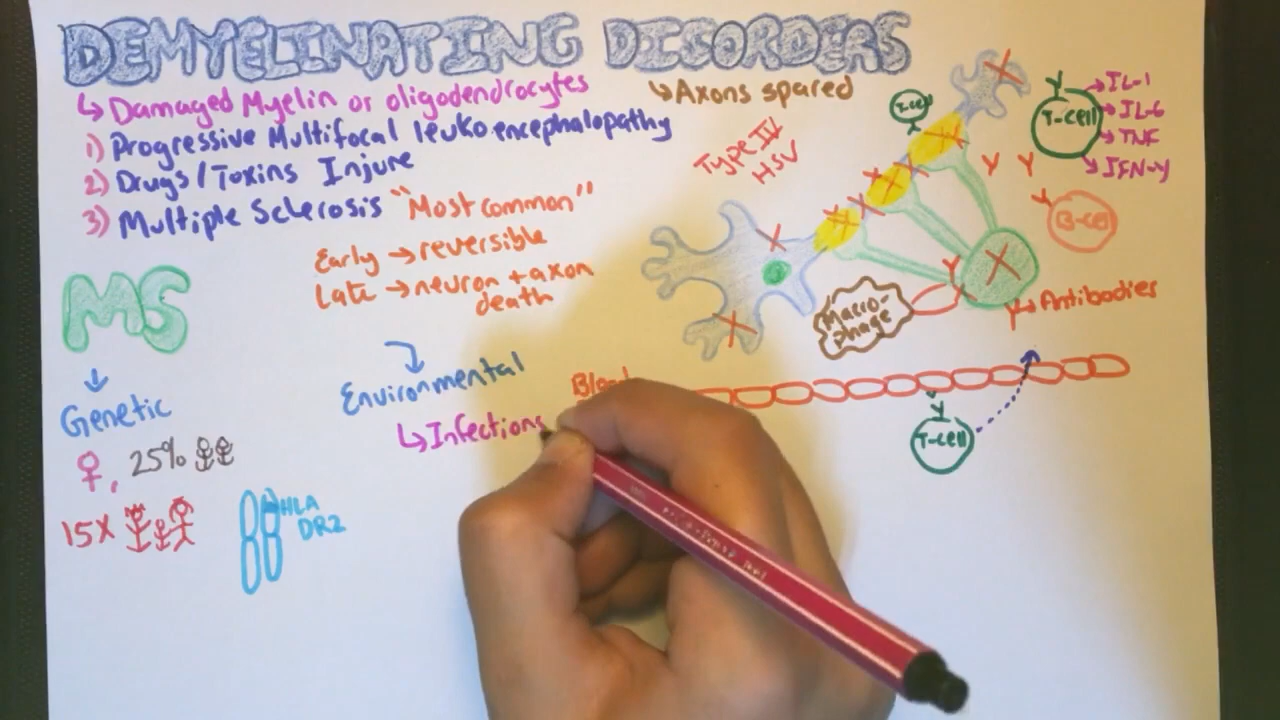 DEMYELINATING DISORDERS
↳ Damaged Myelin or oligodendrocytes
↳ Axons spared
1) Progressive Multifocal leukoencephalopathy
2) Drugs/Toxins Injure
3) Multiple Sclerosis "Most common"
Early → reversible
Late → neuron + axon
death
MS
Genetic
♀, 25%
15X
HLA
DR2
Environmental
↳ Infections
Type IV
HSV
T-cell
T-cell
→ IL-1
→ IL-6
→ TNF
→ IFN-γ
B-cell
Macro-
phage
Antibodies
T-cell